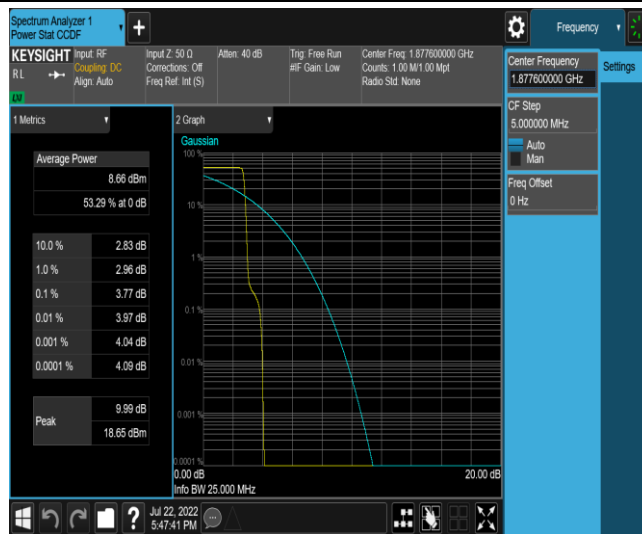 Spectrum Analyzer 1
Power Stat CCDF
Frequency
KEYSIGHT
RL
Input: RF
Coupling: DC
Align: Auto
Input Z: 50 Ω
Corrections: Off
Freq Ref: Int (S)
Atten: 40 dB
Trig: Free Run
#IF Gain: Low
Center Freq: 1.877600000 GHz
Counts: 1.00 M/1.00 Mpt
Radio Std: None
Center Frequency
1.877600000 GHz
Settings
CF Step
5.000000 MHz
Auto
Man
Freq Offset
0 Hz
1 Metrics
2 Graph
Average Power
8.66 dBm
53.29 % at 0 dB
10.0 % 2.83 dB
1.0 % 2.96 dB
0.1 % 3.77 dB
0.01 % 3.97 dB
0.001 % 4.04 dB
0.0001 % 4.09 dB
Peak
9.99 dB
18.65 dBm
Gaussian
100 %
10 %
1 %
0.1 %
0.01 %
0.001 %
0.0001 %
0.00 dB
20.00 dB
Info BW 25.000 MHz
?
Jul 22, 2022
5:47:41 PM